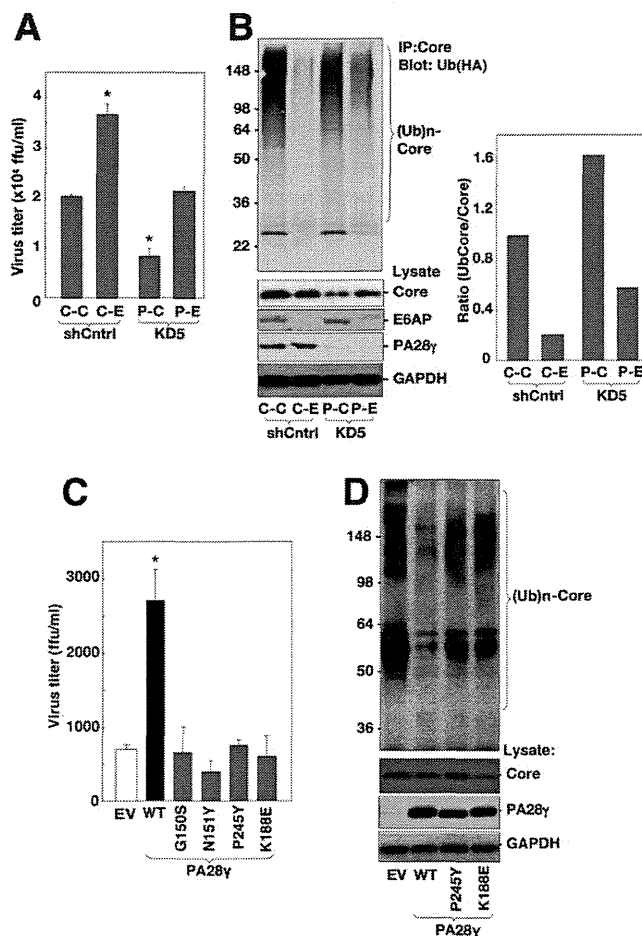 A
Virus titer (x10⁴ ffu/ml)
4
3
2
1
0
*
*
C-C C-E P-C P-E
shCntrl KD5
B
IP:Core
Blot: Ub(HA)
148
98
64
50
36
22
(Ub)n-
Core
Lysate
Core
E6AP
PA28γ
GAPDH
C-C C-E P-C P-E
shCntrl KD5
Ratio (UbCore/Core)
1.6
1.2
0.8
0.4
0
C-C C-E P-C P-E
shCntrl KD5
C
Virus titer (ffu/ml)
3000
2000
1000
0
*
EV WT G150S N151Y P245Y K188E
PA28γ
D
148
98
64
50
36
(Ub)n-Core
Lysate:
Core
PA28γ
GAPDH
EV WT P245Y K188E
PA28γ